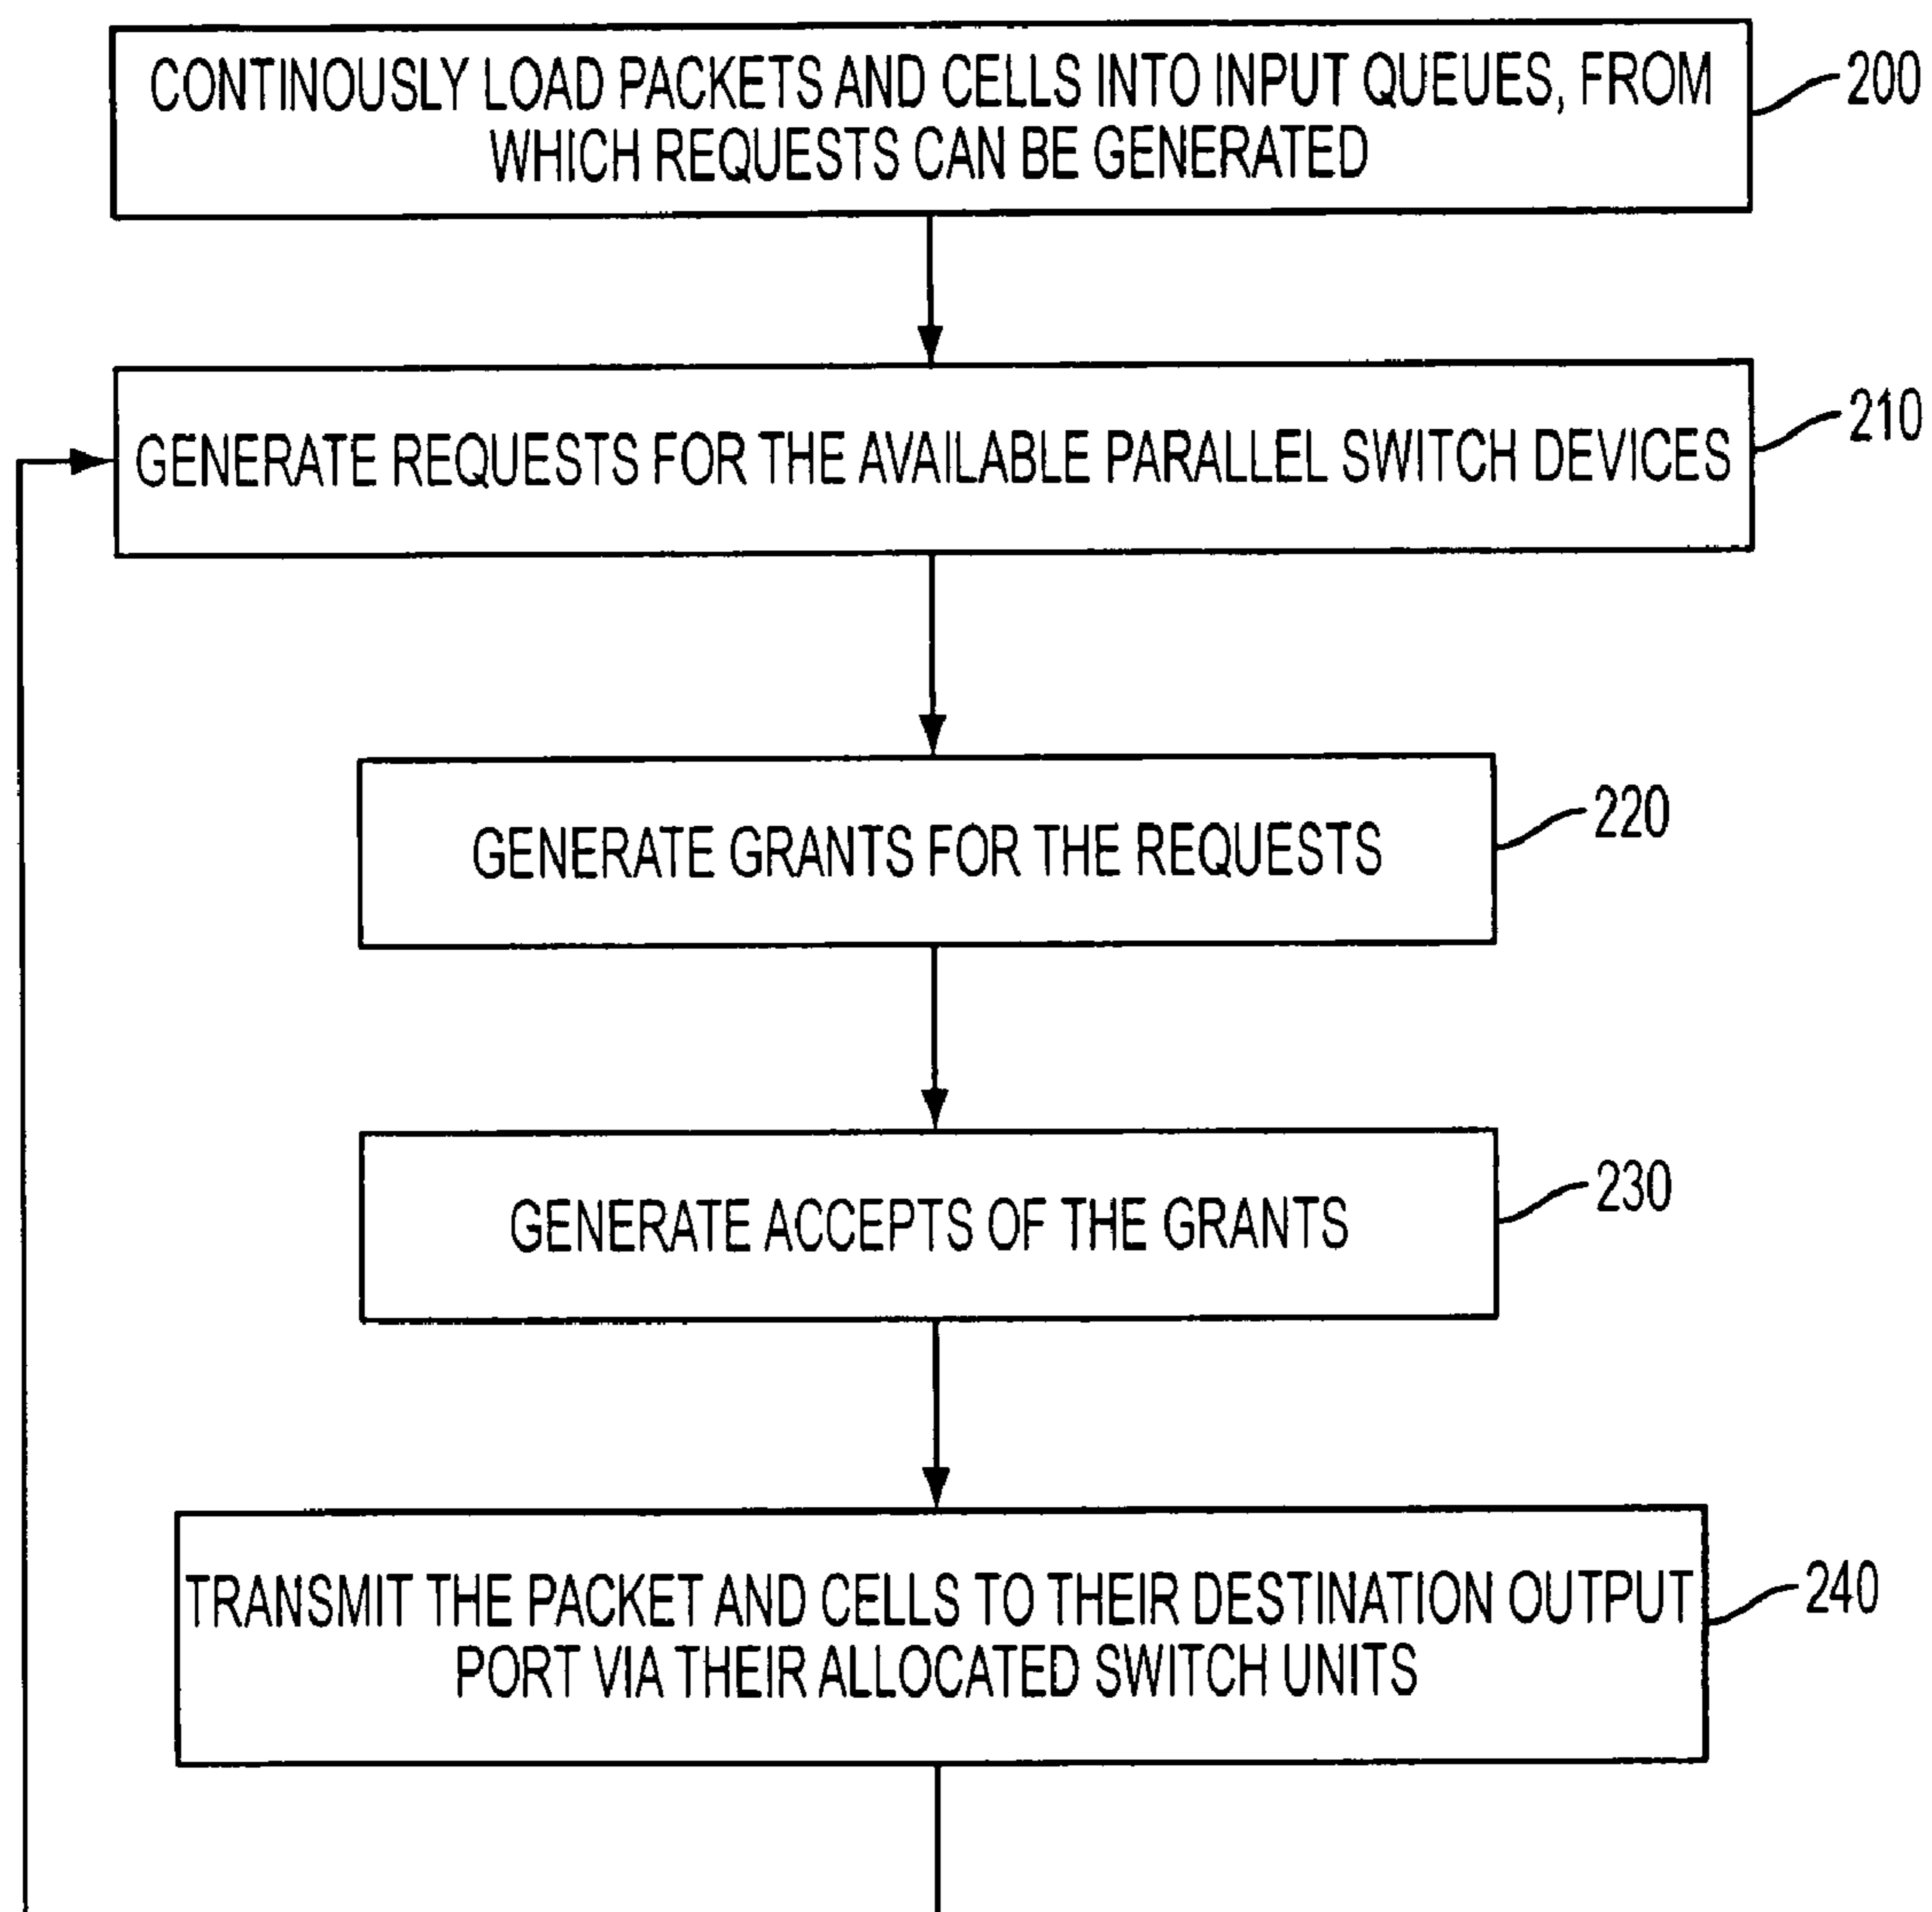 CONTINOUSLY LOAD PACKETS AND CELLS INTO INPUT QUEUES, FROM
WHICH REQUESTS CAN BE GENERATED
200
GENERATE REQUESTS FOR THE AVAILABLE PARALLEL SWITCH DEVICES
210
GENERATE GRANTS FOR THE REQUESTS
220
GENERATE ACCEPTS OF THE GRANTS
230
TRANSMIT THE PACKET AND CELLS TO THEIR DESTINATION OUTPUT
PORT VIA THEIR ALLOCATED SWITCH UNITS
240